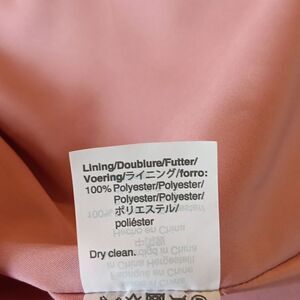 Lining/Doublure/Futter/
Voering/ライニング/forro:
100% Polyester/Polyester/
Polyester/Polyester/
ポリエステル/
poliéster
Dry clean.